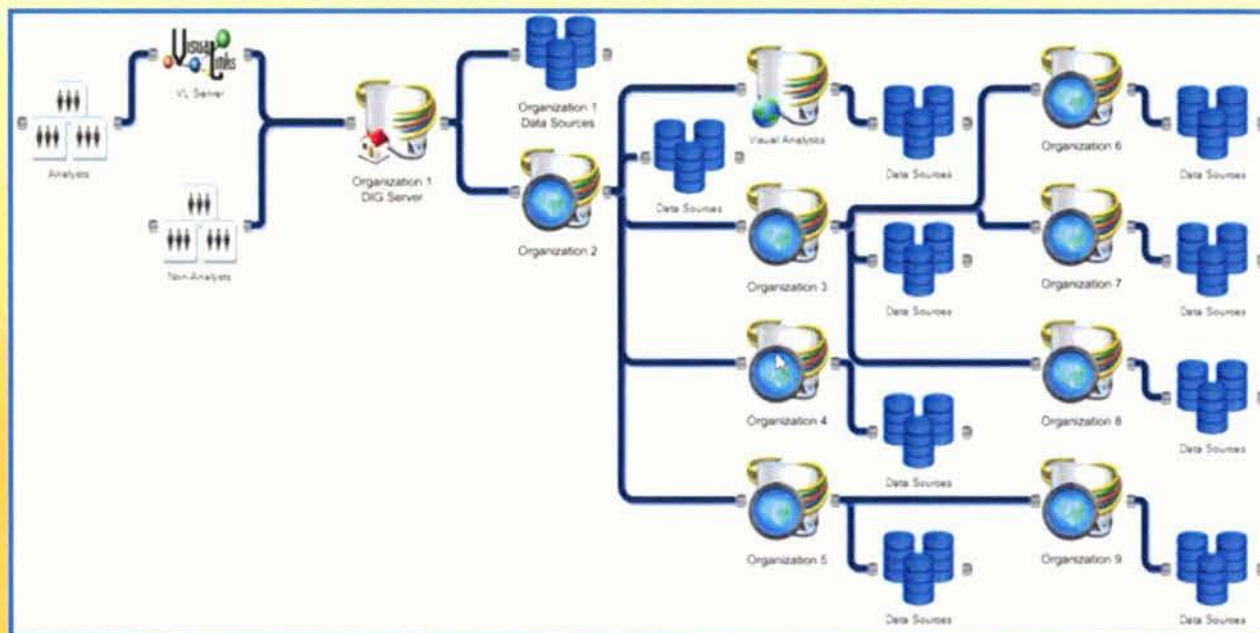 Visual Links
VL Server
Analysts
Non-Analysts
Organization 1
DIG Server
Organization 1
Data Sources
Organization 2
Data Sources
Visual Analytics
Data Sources
Organization 3
Data Sources
Organization 4
Data Sources
Organization 5
Data Sources
Organization 6
Data Sources
Organization 7
Data Sources
Organization 8
Data Sources
Organization 9
Data Sources